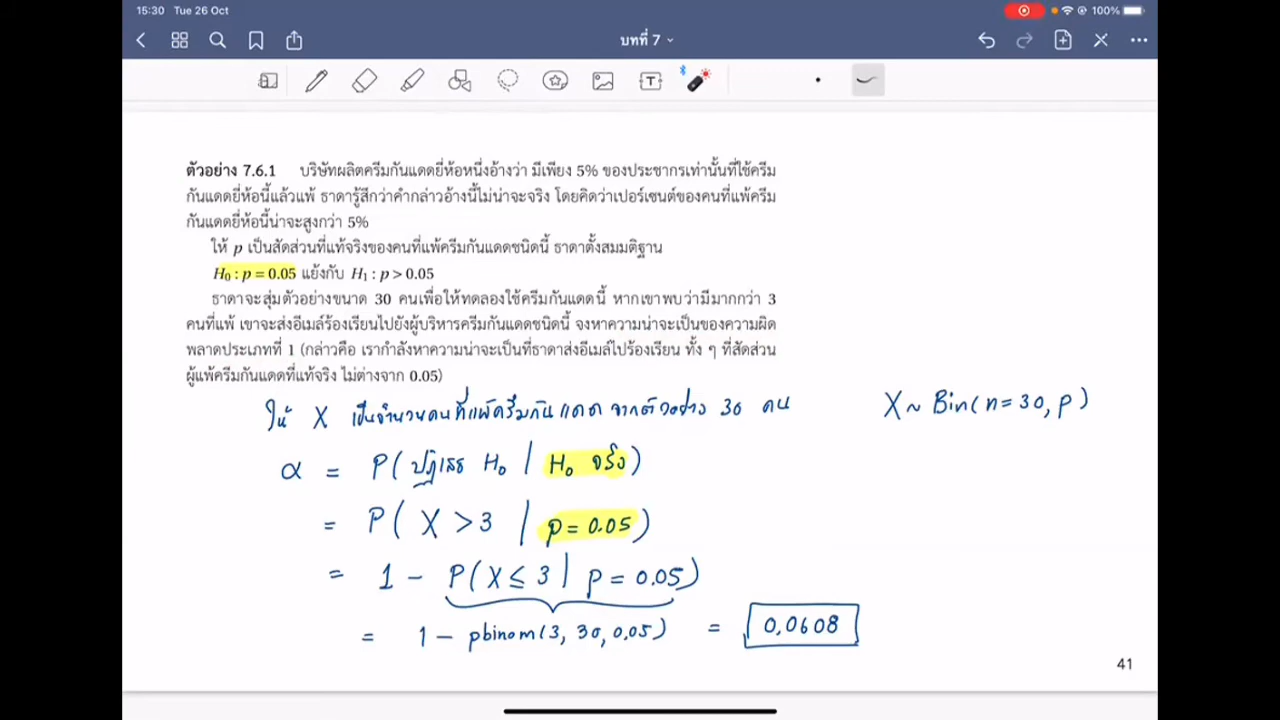 15:30 Tue 26 Oct
100%
บทที่ 7
ตัวอย่าง 7.6.1 บริษัทผลิตครีมกันแดดยี่ห้อหนึ่งอ้างว่า มีเพียง 5% ของประชากรเท่านั้นที่ใช้ครีม
กันแดดยี่ห้อนี้แล้วแพ้ ธาดารู้สึกว่าคำกล่าวอ้างนี้ไม่น่าจะจริง โดยคิดว่าเปอร์เซนต์ของคนที่แพ้ครีม
กันแดดยี่ห้อนี้น่าจะสูงกว่า 5%
ให้ p เป็นสัดส่วนที่แท้จริงของคนที่แพ้ครีมกันแดดชนิดนี้ ธาดาตั้งสมมติฐาน
H₀ : p = 0.05 แย้งกับ H₁ : p > 0.05
ธาดาจะสุ่มตัวอย่างขนาด 30 คนเพื่อให้ทดลองใช้ครีมกันแดดนี้ หากเขาพบว่ามีมากกว่า 3
คนที่แพ้ เขาจะส่งอีเมล์ร้องเรียนไปยังผู้บริหารครีมกันแดดชนิดนี้ จงหาความน่าจะเป็นของความผิด
พลาดประเภทที่ 1 (กล่าวคือ เรากำลังหาความน่าจะเป็นที่ธาดาส่งอีเมล์ไปร้องเรียน ทั้ง ๆ ที่สัดส่วน
ผู้แพ้ครีมกันแดดที่แท้จริง ไม่ต่างจาก 0.05)
ให้ X เป็นจำนวนคนที่แพ้ครีมกันแดด จากตัวอย่าง 30 คน X ~ Bin(n = 30, p)
α = P( ปฏิเสธ H₀ | H₀ จริง)
= P( X > 3 | p = 0.05)
= 1 - P( X ≤ 3 | p = 0.05)
= 1 - pbinom(3, 30, 0.05) = 0.0608
41